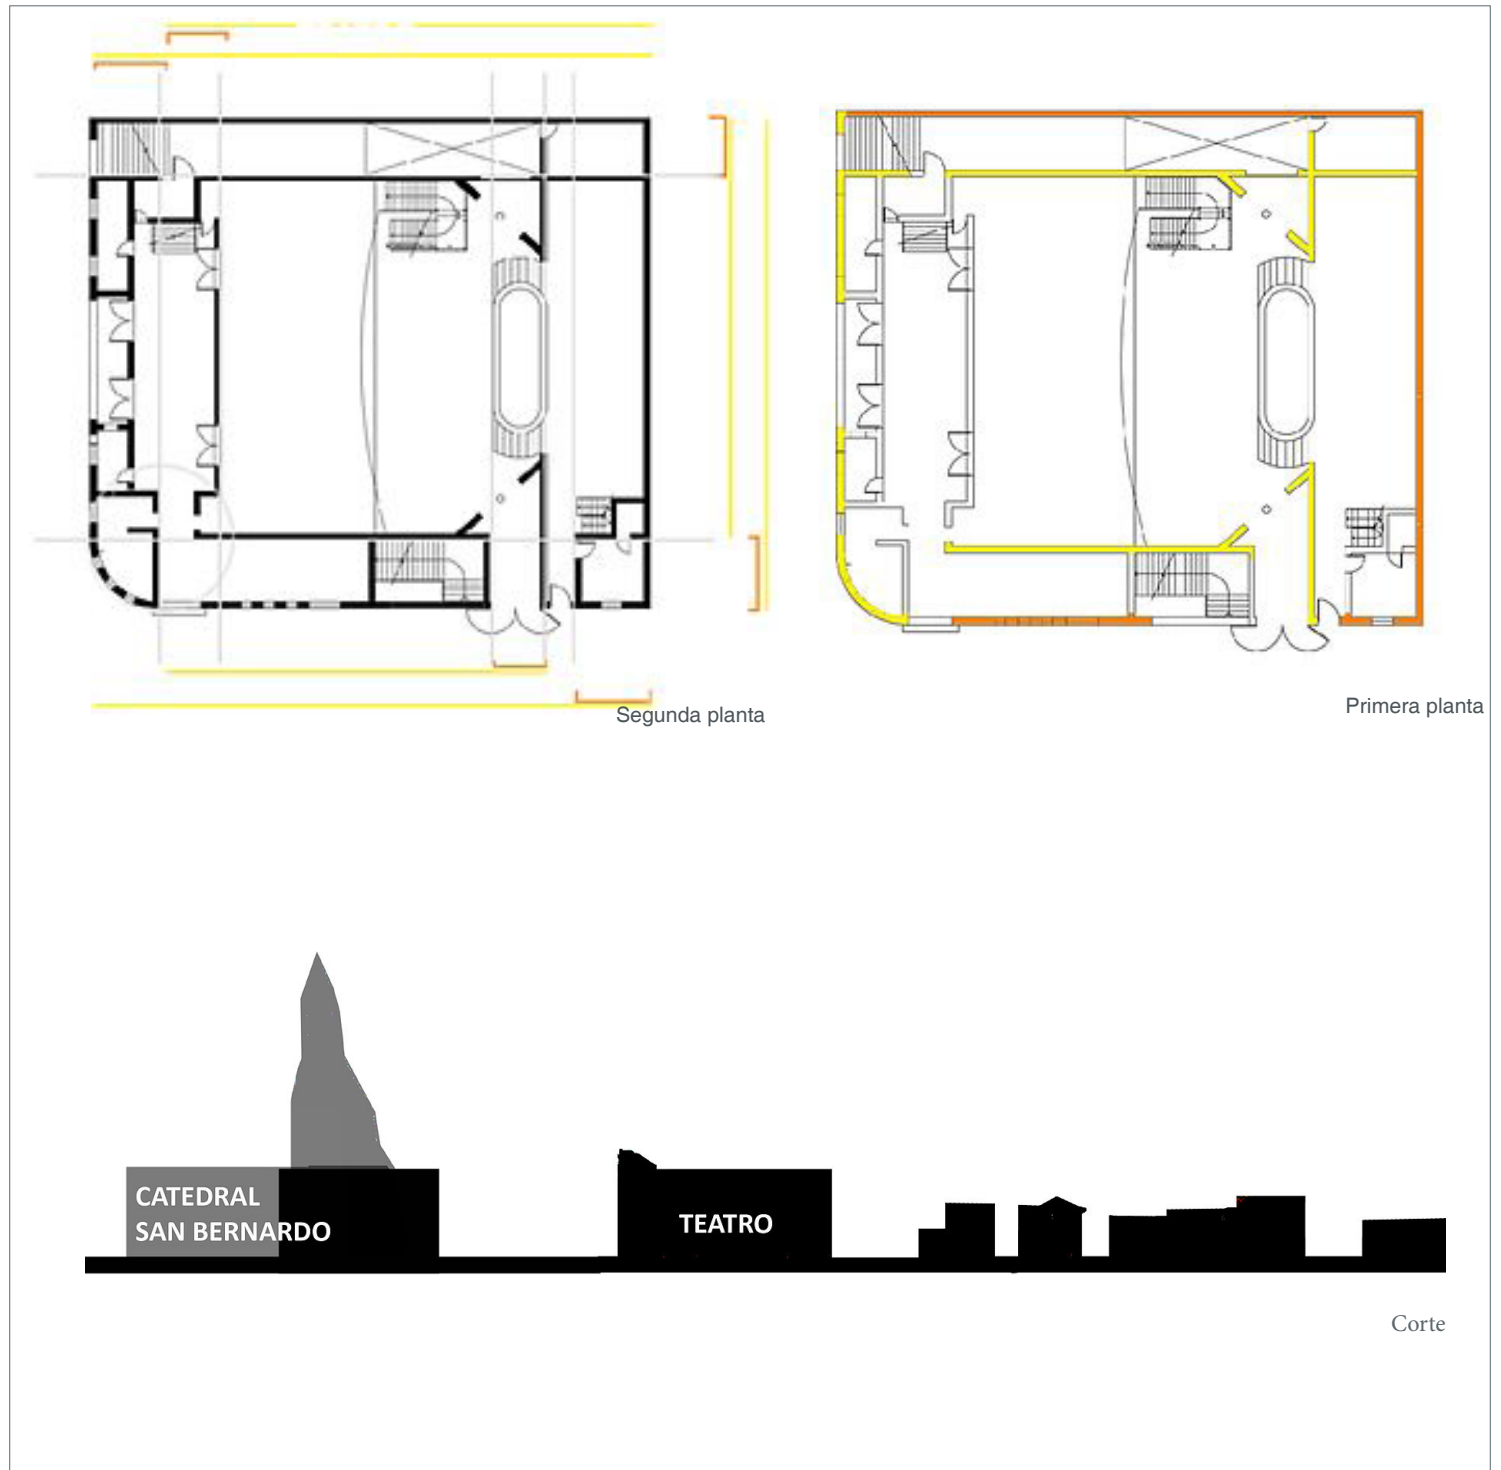 Segunda planta
Primera planta
CATEDRAL
SAN BERNARDO
TEATRO
Corte